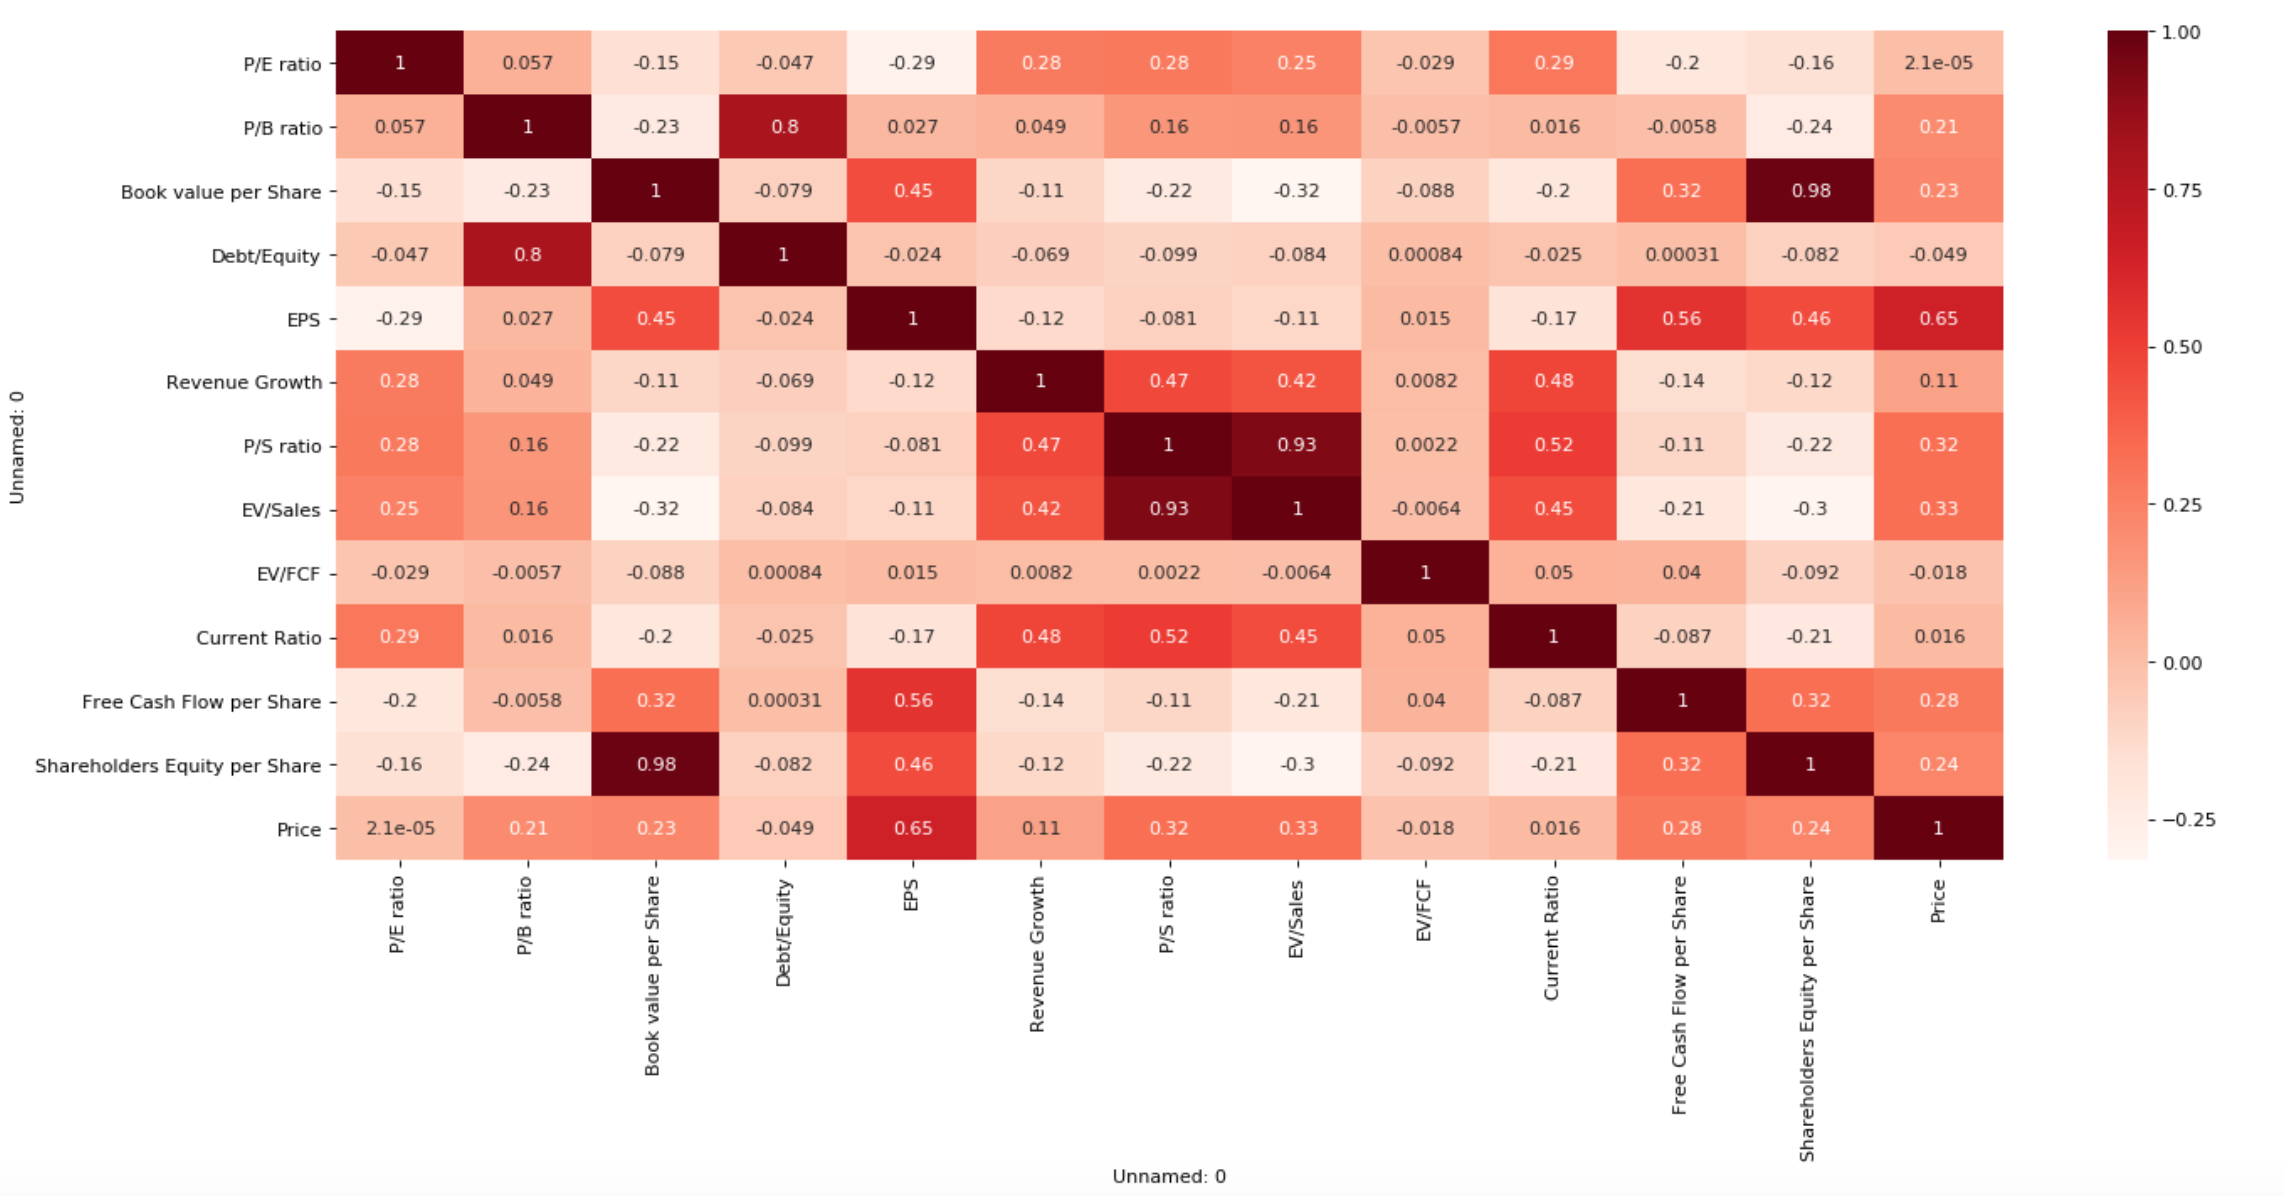 P/E ratio 1 0.057 -0.15 -0.047 -0.29 0.28 0.28 0.25 -0.029 0.29 -0.2 -0.16 2.1e-05
P/B ratio 0.057 1 -0.23 0.8 0.027 0.049 0.16 0.16 -0.0057 0.016 -0.0058 -0.24 0.21
Book value per Share -0.15 -0.23 1 -0.079 0.45 -0.11 -0.22 -0.32 -0.088 -0.2 0.32 0.98 0.23
Debt/Equity -0.047 0.8 -0.079 1 -0.024 -0.069 -0.099 -0.084 0.00084 -0.025 0.00031 -0.082 -0.049
EPS -0.29 0.027 0.45 -0.024 1 -0.12 -0.081 -0.11 0.015 -0.17 0.56 0.46 0.65
Revenue Growth 0.28 0.049 -0.11 -0.069 -0.12 1 0.47 0.42 0.0082 0.48 -0.14 -0.12 0.11
P/S ratio 0.28 0.16 -0.22 -0.099 -0.081 0.47 1 0.93 0.0022 0.52 -0.11 -0.22 0.32
EV/Sales 0.25 0.16 -0.32 -0.084 -0.11 0.42 0.93 1 -0.0064 0.45 -0.21 -0.3 0.33
EV/FCF -0.029 -0.0057 -0.088 0.00084 0.015 0.0082 0.0022 -0.0064 1 0.05 0.04 -0.092 -0.018
Current Ratio 0.29 0.016 -0.2 -0.025 -0.17 0.48 0.52 0.45 0.05 1 -0.087 -0.21 0.016
Free Cash Flow per Share -0.2 -0.0058 0.32 0.00031 0.56 -0.14 -0.11 -0.21 0.04 -0.087 1 0.32 0.28
Shareholders Equity per Share -0.16 -0.24 0.98 -0.082 0.46 -0.12 -0.22 -0.3 -0.092 -0.21 0.32 1 0.24
Price 2.1e-05 0.21 0.23 -0.049 0.65 0.11 0.32 0.33 -0.018 0.016 0.28 0.24 1
Unnamed: 0
P/E ratio
P/B ratio
Book value per Share
Debt/Equity
EPS
Revenue Growth
P/S ratio
EV/Sales
EV/FCF
Current Ratio
Free Cash Flow per Share
Shareholders Equity per Share
Price
Unnamed: 0
1.00
0.75
0.50
0.25
0.00
−0.25